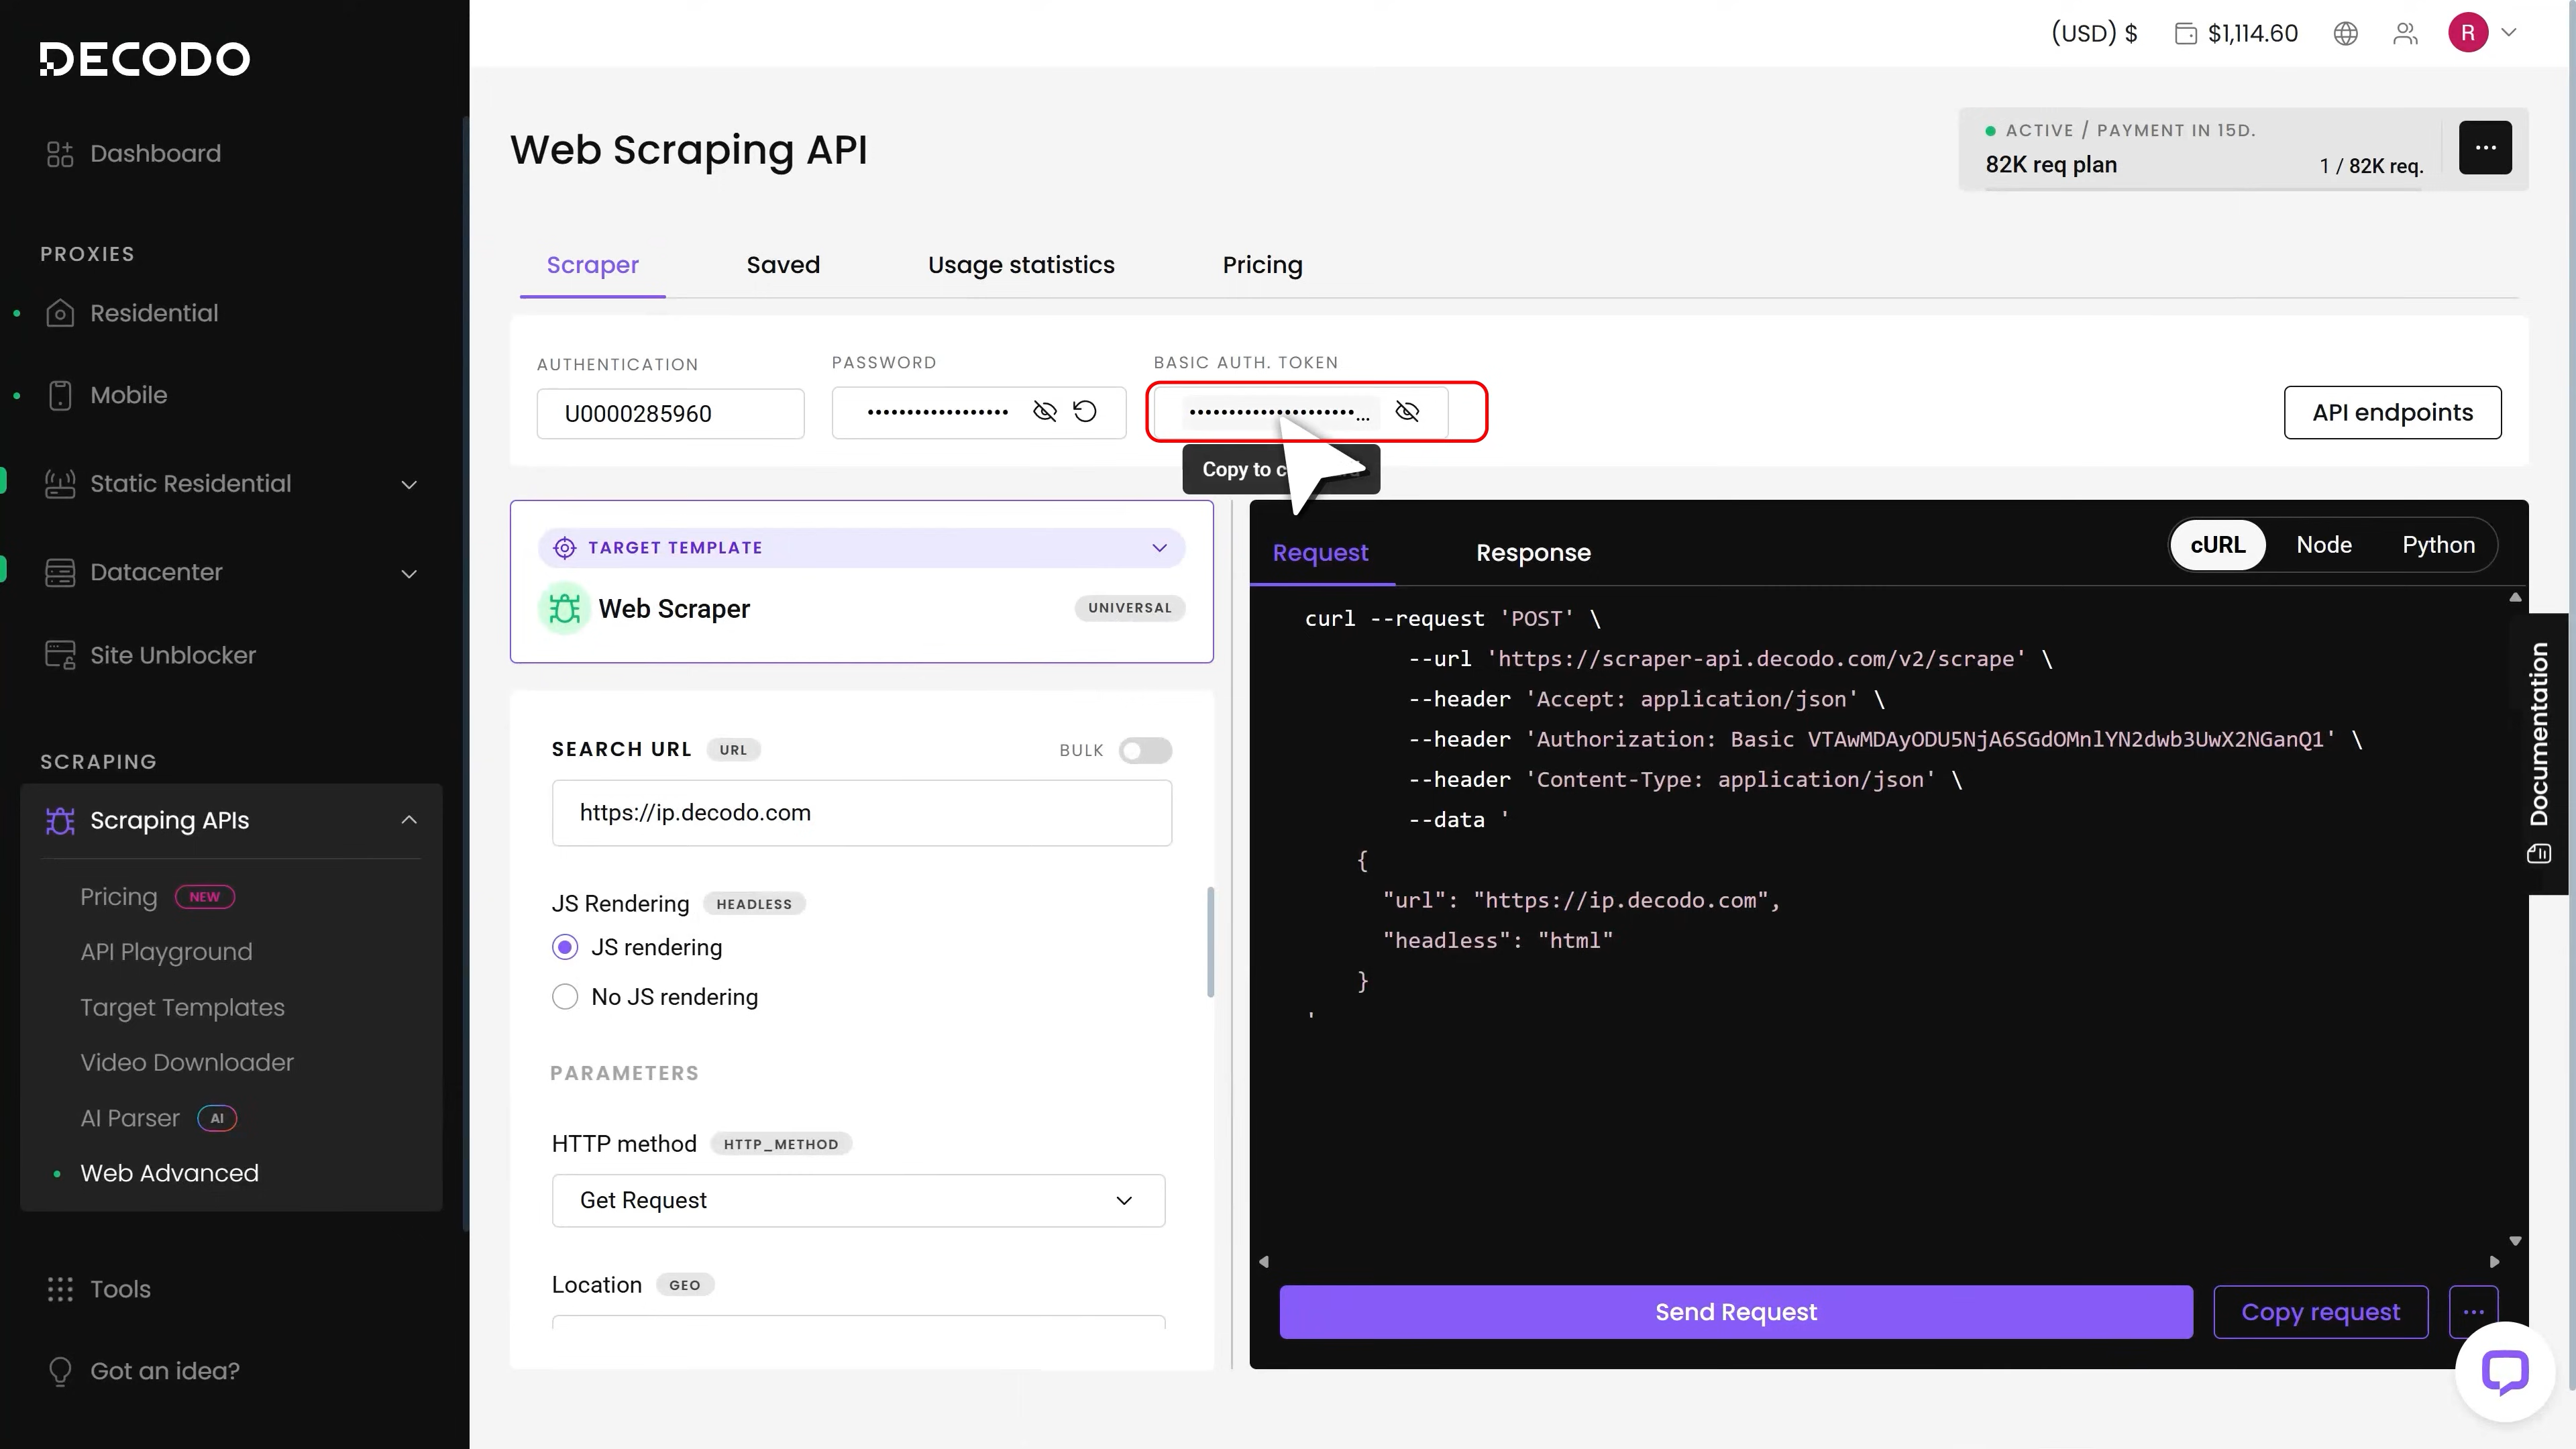 DECODO
(USD) $
$1,114.60
R
Dashboard
PROXIES
Residential
Mobile
Static Residential
Datacenter
Site Unblocker
SCRAPING
Scraping APIs
Pricing NEW
API Playground
Target Templates
Video Downloader
AI Parser AI
Web Advanced
Tools
Got an idea?
Web Scraping API
ACTIVE / PAYMENT IN 15D.
82K req plan
1 / 82K req.
Scraper
Saved
Usage statistics
Pricing
AUTHENTICATION
U0000285960
PASSWORD
BASIC AUTH. TOKEN
Copy to
API endpoints
TARGET TEMPLATE
Web Scraper
UNIVERSAL
SEARCH URL URL
BULK
https://ip.decodo.com
JS Rendering HEADLESS
JS rendering
No JS rendering
PARAMETERS
HTTP method HTTP_METHOD
Get Request
Location GEO
Request
Response
cURL
Node
Python
curl --request 'POST' \
--url 'https://scraper-api.decodo.com/v2/scrape' \
--header 'Accept: application/json' \
--header 'Authorization: Basic VTAwMDAyODU5NjA6SGdOMnlYN2dwb3UwX2NGanQ1' \
--header 'Content-Type: application/json' \
--data '
{
"url": "https://ip.decodo.com",
"headless": "html"
}
'
Send Request
Copy request
Documentation